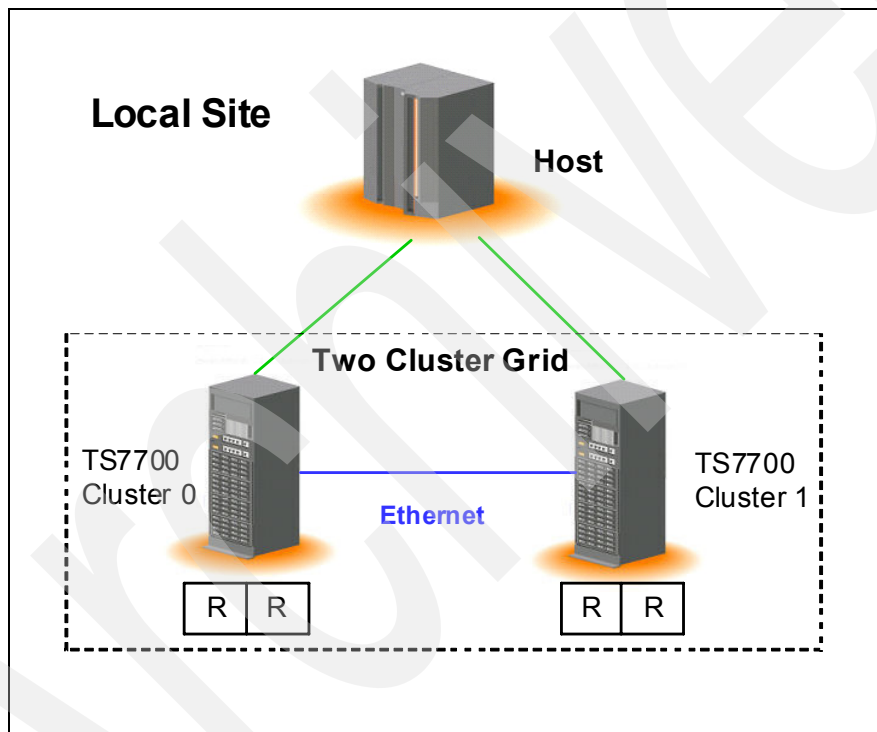 Local Site
Host
Two Cluster Grid
TS7700
Cluster 0
TS7700
Cluster 1
Ethernet
R R
R R